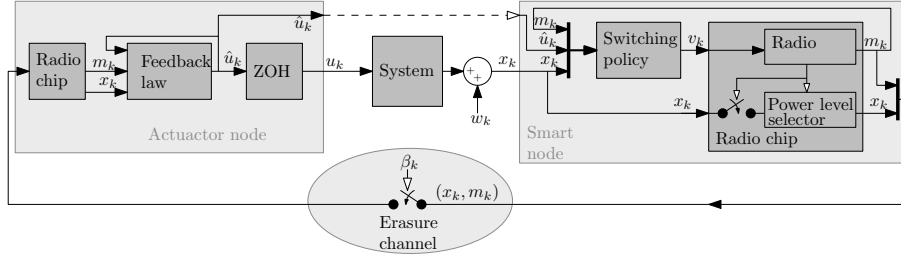 û_k
m_k
û_k
x_k
Radio
chip
m_k
x_k
Feedback
law
û_k
ZOH
u_k
System
+
+
x_k
w_k
Switching
policy
v_k
Radio
m_k
x_k
Power level
selector
x_k
Radio chip
Actuactor node
Smart
node
β_k
(x_k, m_k)
Erasure
channel